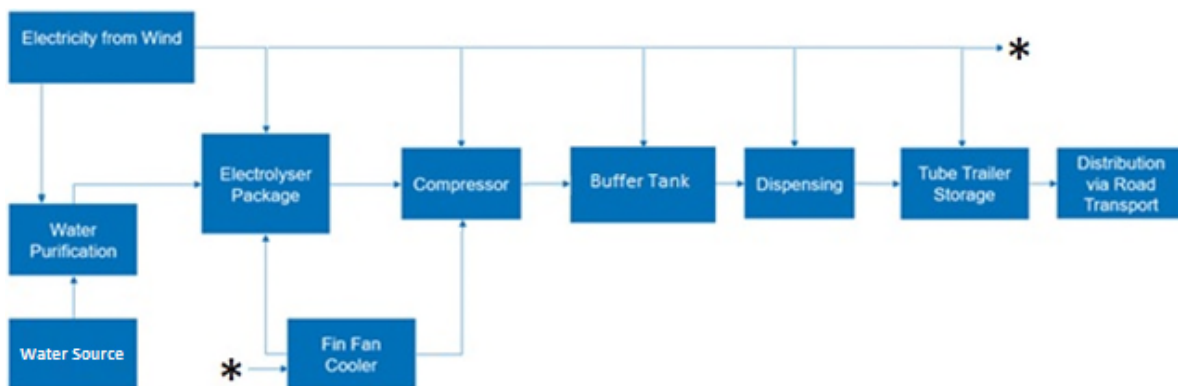 Electricity from Wind
*
Electrolyser
Package
Compressor
Buffer Tank
Dispensing
Tube Trailer
Storage
Distribution
via Road
Transport
Water
Purification
Water Source
*
Fin Fan
Cooler